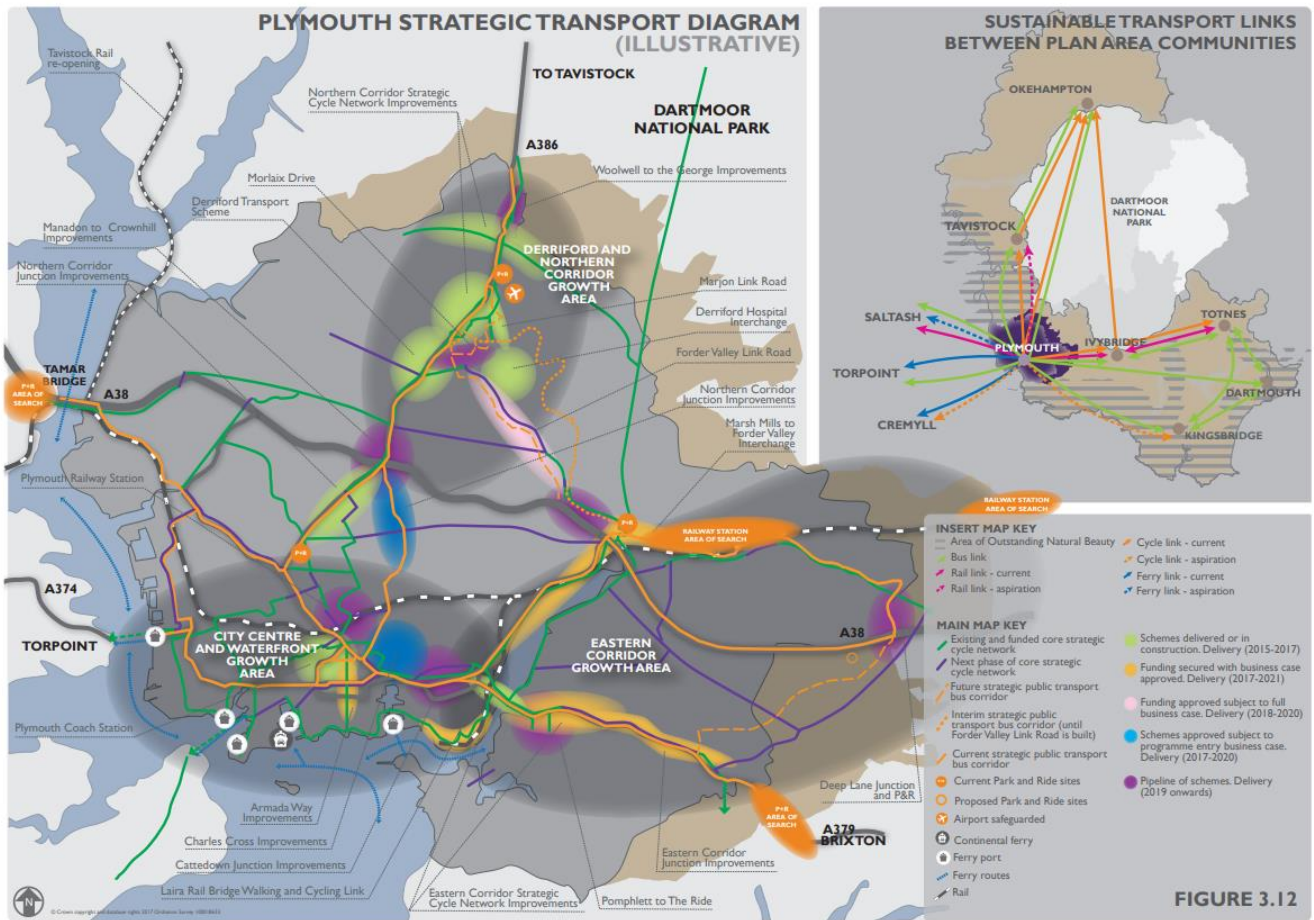 PLYMOUTH STRATEGIC TRANSPORT DIAGRAM
(ILLUSTRATIVE)
Tavistock Rail
re-opening
TO TAVISTOCK
Northern Corridor Strategic
Cycle Network Improvements
DARTMOOR
NATIONAL PARK
A386
Woolwell to the George Improvements
Morlaix Drive
Derriford Transport
Scheme
Manadon to Crownhill
Improvements
Northern Corridor
Junction Improvements
DERRIFORD AND
NORTHERN
CORRIDOR
GROWTH
AREA
P+R
Marjon Link Road
Derriford Hospital
Interchange
Forder Valley Link Road
Northern Corridor
Junction Improvements
Marsh Mills to
Forder Valley
Interchange
TAMAR
BRIDGE
P+R
AREA OF
SEARCH
A38
Plymouth Railway Station
P+R
P+R
RAILWAY STATION
AREA OF SEARCH
RAILWAY STATION
AREA OF SEARCH
A374
TORPOINT
CITY CENTRE
AND WATERFRONT
GROWTH
AREA
EASTERN
CORRIDOR
GROWTH AREA
A38
Plymouth Coach Station
Armada Way
Improvements
Charles Cross Improvements
Cattedown Junction Improvements
Laira Rail Bridge Walking and Cycling Link
Eastern Corridor Strategic
Cycle Network Improvements
Pomphlett to The Ride
Eastern Corridor
Junction Improvements
Deep Lane Junction
and P&R
P+R
AREA OF
SEARCH
A379
BRIXTON
N
© Crown copyright and database rights 2017 Ordnance Survey
SUSTAINABLE TRANSPORT LINKS
BETWEEN PLAN AREA COMMUNITIES
OKEHAMPTON
DARTMOOR
NATIONAL
PARK
TAVISTOCK
SALTASH
PLYMOUTH
IVYBRIDGE
TOTNES
TORPOINT
DARTMOUTH
CREMYLL
KINGSBRIDGE
INSERT MAP KEY
Area of Outstanding Natural Beauty
Bus link
Rail link - current
Rail link - aspiration
Cycle link - current
Cycle link - aspiration
Ferry link - current
Ferry link - aspiration
MAIN MAP KEY
Existing and funded core strategic
cycle network
Next phase of core strategic
cycle network
Future strategic public transport
bus corridor
Interim strategic public
transport bus corridor (until
Forder Valley Link Road is built)
Current strategic public transport
bus corridor
Current Park and Ride sites
Proposed Park and Ride sites
Airport safeguarded
Continental ferry
Ferry port
Ferry routes
Rail
Schemes delivered or in
construction. Delivery (2015-2017)
Funding secured with business case
approved. Delivery (2017-2021)
Funding approved subject to full
business case. Delivery (2018-2020)
Schemes approved subject to
programme entry business case.
Delivery (2017-2020)
Pipeline of schemes. Delivery
(2019 onwards)
FIGURE 3.12